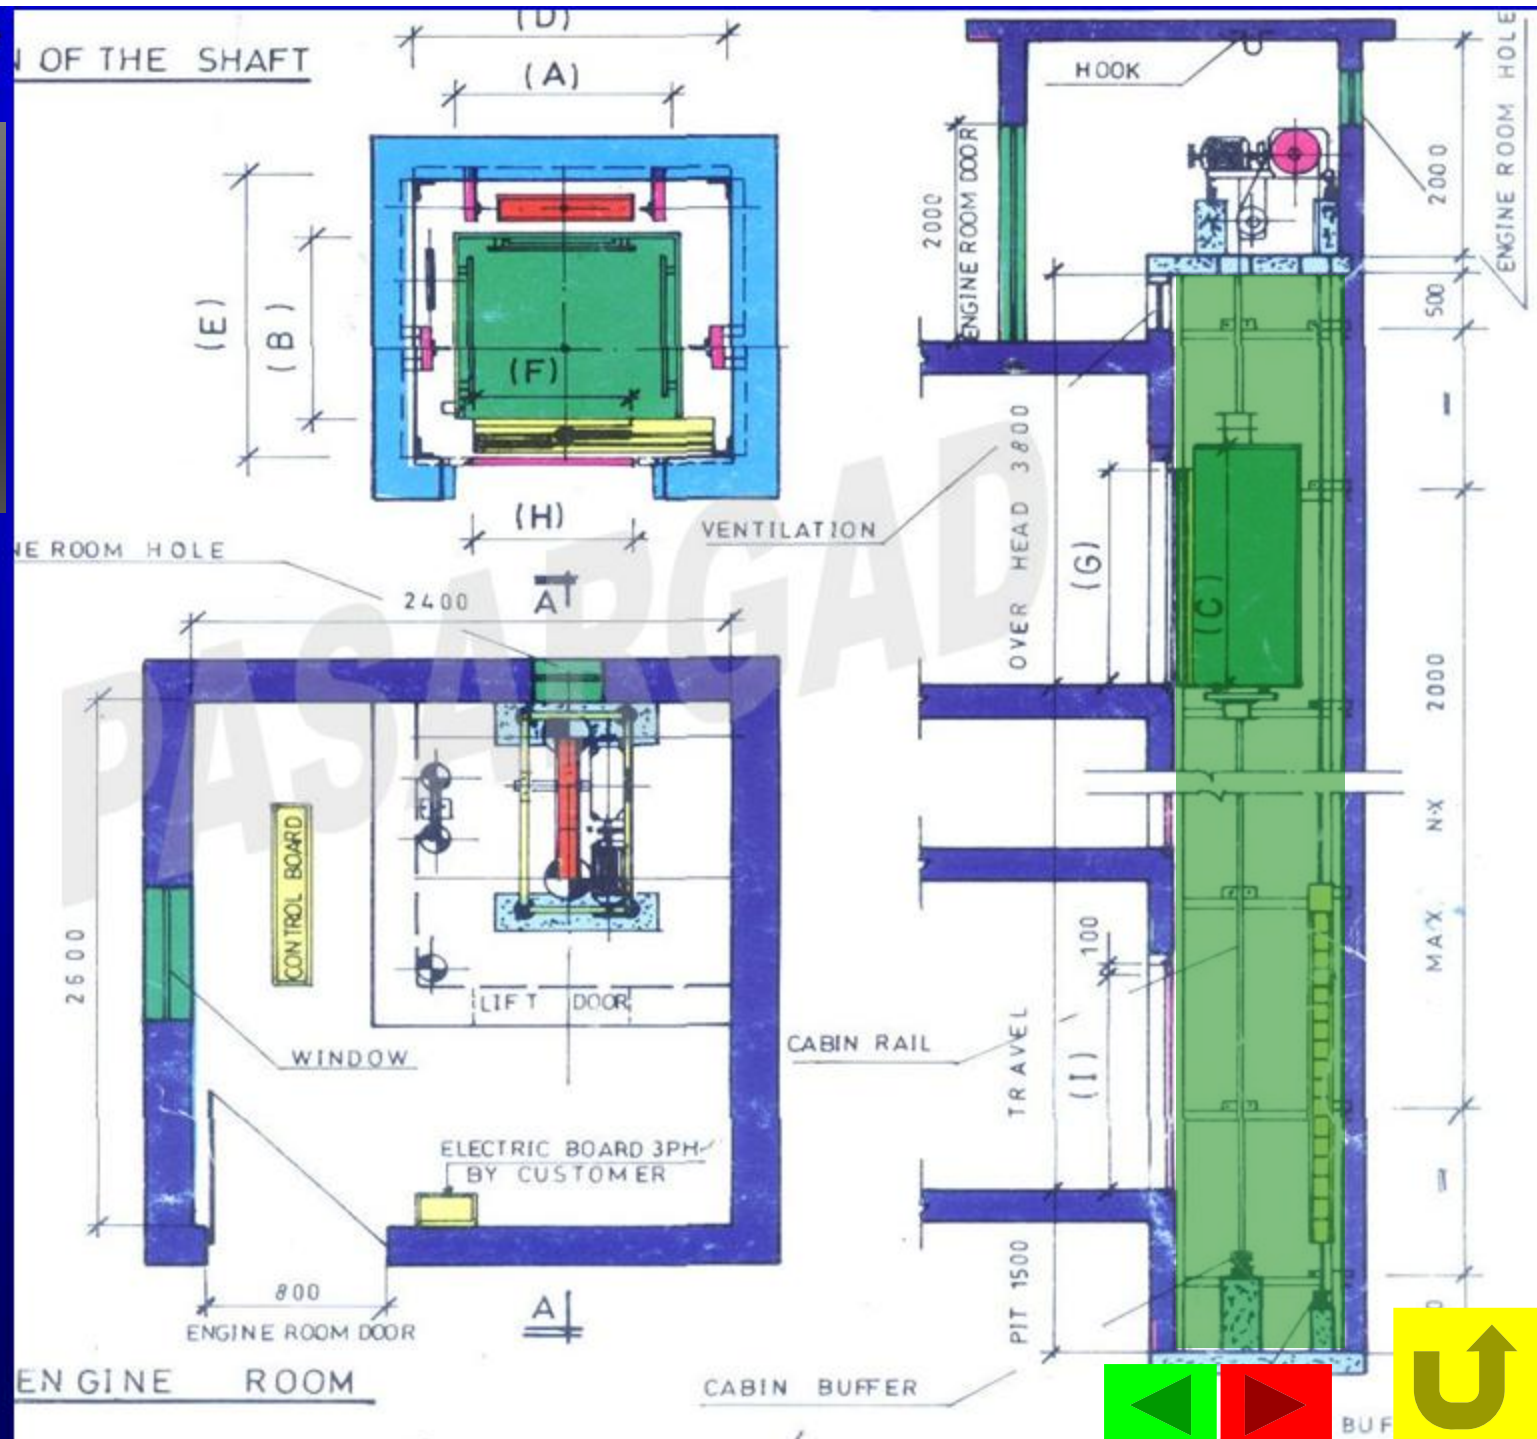 (D)
N OF THE SHAFT
(A)
(E)
(B)
(F)
(H)
NE ROOM HOLE
2400
A
VENTILATION
PASARGAD
2600
CONTROL BOARD
LIFT DOOR
WINDOW
ELECTRIC BOARD 3PH
BY CUSTOMER
800
ENGINE ROOM DOOR
A
ENGINE ROOM
HOOK
ENGINE ROOM HOLE
2000
ENGINE ROOM DOOR
2000
500
OVER HEAD 3800
(G)
(C)
2000
N·X
MAX.
100
CABIN RAIL
TRAVEL
(I)
PIT 1500
0
CABIN BUFFER
BUF